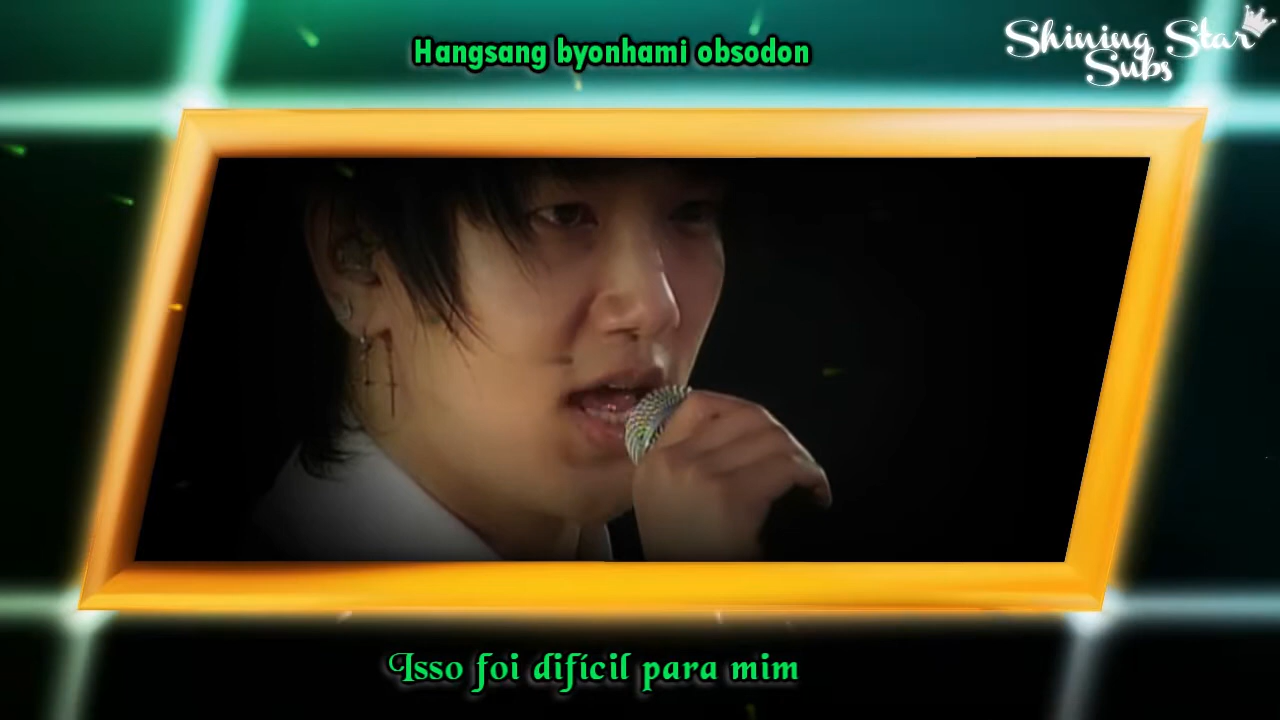 Hangsang byonhami obsodon
Shining Star
Subs
Isso foi difícil para mim